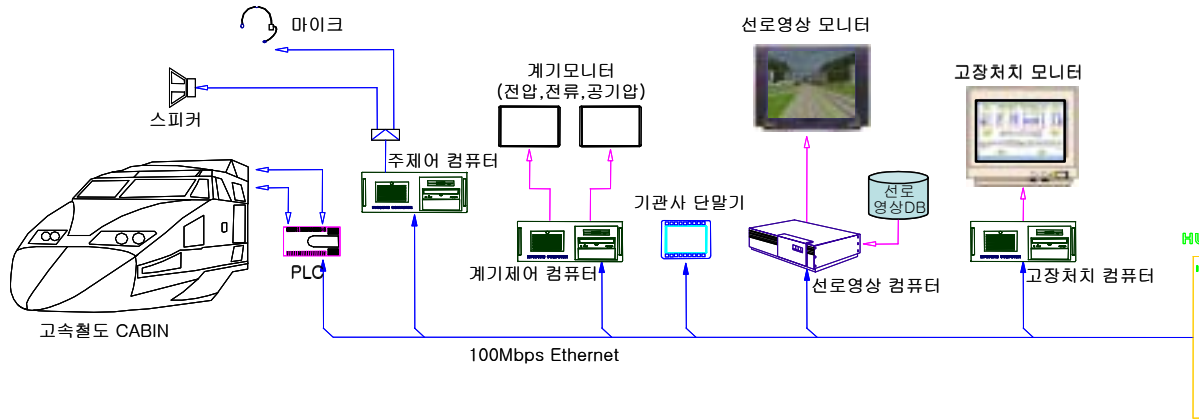 마이크
선로영상 모니터
계기모니터
(전압,전류,공기압)
고장처치 모니터
스피커
주제어 컴퓨터
선로
영상DB
기관사 단말기
PLC
계기제어 컴퓨터
선로영상 컴퓨터
고장처치 컴퓨터
고속철도 CABIN
100Mbps Ethernet